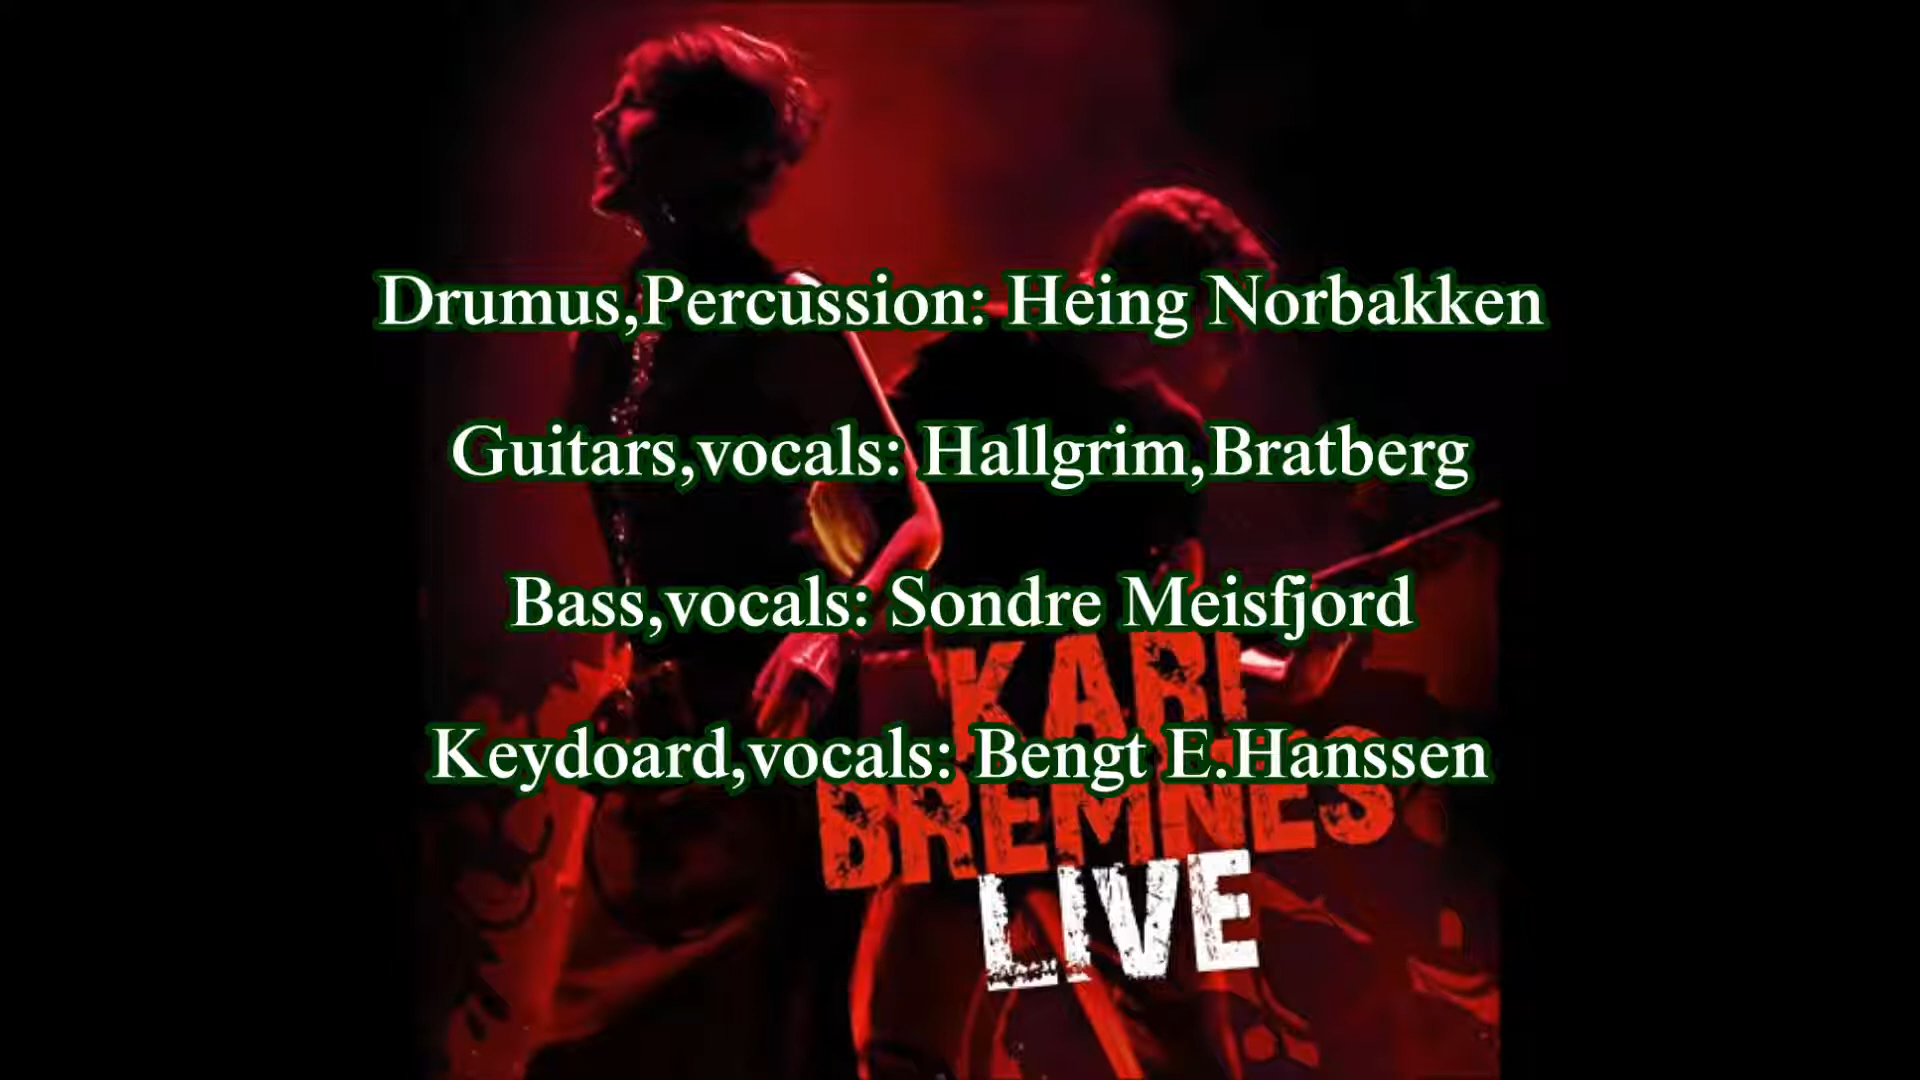 Drumus,Percussion: Heing Norbakken
Guitars,vocals: Hallgrim,Bratberg
Bass,vocals: Sondre Meisfjord
Keydoard,vocals: Bengt E.Hanssen
KARI
BREMNES
LIVE